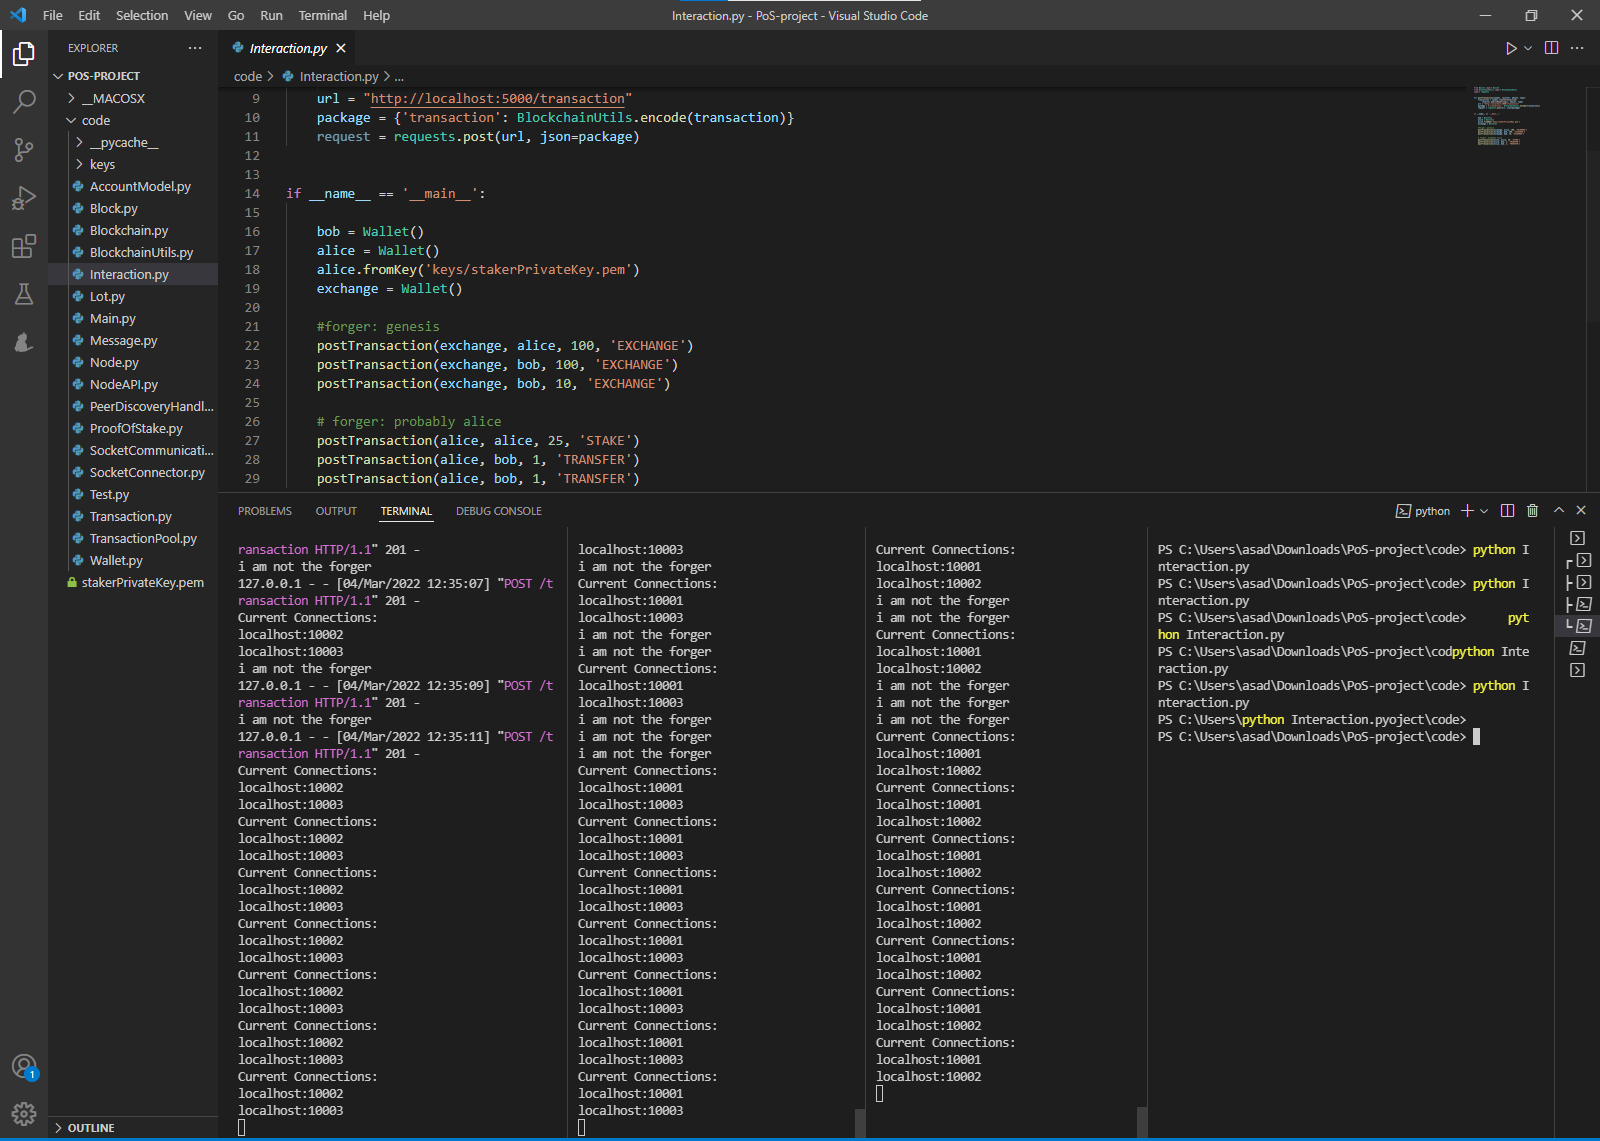 File Edit Selection View Go Run Terminal Help
Interaction.py - PoS-project - Visual Studio Code
EXPLORER
POS-PROJECT
__MACOSX
code
__pycache__
keys
AccountModel.py
Block.py
Blockchain.py
BlockchainUtils.py
Interaction.py
Lot.py
Main.py
Message.py
Node.py
NodeAPI.py
PeerDiscoveryHandl...
ProofOfStake.py
SocketCommunicati...
SocketConnector.py
Test.py
Transaction.py
TransactionPool.py
Wallet.py
stakerPrivateKey.pem
OUTLINE
1
Interaction.py
code > Interaction.py > ...
9 url = "http://localhost:5000/transaction"
10 package = {'transaction': BlockchainUtils.encode(transaction)}
11 request = requests.post(url, json=package)
12
13
14 if __name__ == '__main__':
15
16 bob = Wallet()
17 alice = Wallet()
18 alice.fromKey('keys/stakerPrivateKey.pem')
19 exchange = Wallet()
20
21 #forger: genesis
22 postTransaction(exchange, alice, 100, 'EXCHANGE')
23 postTransaction(exchange, bob, 100, 'EXCHANGE')
24 postTransaction(exchange, bob, 10, 'EXCHANGE')
25
26 # forger: probably alice
27 postTransaction(alice, alice, 25, 'STAKE')
28 postTransaction(alice, bob, 1, 'TRANSFER')
29 postTransaction(alice, bob, 1, 'TRANSFER')
PROBLEMS OUTPUT TERMINAL DEBUG CONSOLE
python
ransaction HTTP/1.1" 201 -
i am not the forger
127.0.0.1 - - [04/Mar/2022 12:35:07] "POST /t
ransaction HTTP/1.1" 201 -
Current Connections:
localhost:10002
localhost:10003
i am not the forger
127.0.0.1 - - [04/Mar/2022 12:35:09] "POST /t
ransaction HTTP/1.1" 201 -
i am not the forger
127.0.0.1 - - [04/Mar/2022 12:35:11] "POST /t
ransaction HTTP/1.1" 201 -
Current Connections:
localhost:10002
localhost:10003
Current Connections:
localhost:10002
localhost:10003
Current Connections:
localhost:10002
localhost:10003
Current Connections:
localhost:10002
localhost:10003
Current Connections:
localhost:10002
localhost:10003
Current Connections:
localhost:10002
localhost:10003
Current Connections:
localhost:10002
localhost:10003
localhost:10003
i am not the forger
Current Connections:
localhost:10001
localhost:10003
i am not the forger
i am not the forger
Current Connections:
localhost:10001
localhost:10003
i am not the forger
i am not the forger
i am not the forger
Current Connections:
localhost:10001
localhost:10003
Current Connections:
localhost:10001
localhost:10003
Current Connections:
localhost:10001
localhost:10003
Current Connections:
localhost:10001
localhost:10003
Current Connections:
localhost:10001
localhost:10003
Current Connections:
localhost:10001
localhost:10003
Current Connections:
localhost:10001
localhost:10003
Current Connections:
localhost:10001
localhost:10002
i am not the forger
i am not the forger
Current Connections:
localhost:10001
localhost:10002
i am not the forger
i am not the forger
i am not the forger
Current Connections:
localhost:10001
localhost:10002
Current Connections:
localhost:10001
localhost:10002
Current Connections:
localhost:10001
localhost:10002
Current Connections:
localhost:10001
localhost:10002
Current Connections:
localhost:10001
localhost:10002
Current Connections:
localhost:10001
localhost:10002
Current Connections:
localhost:10001
localhost:10002
PS C:\Users\asad\Downloads\PoS-project\code> python I
nteraction.py
PS C:\Users\asad\Downloads\PoS-project\code> python I
nteraction.py
PS C:\Users\asad\Downloads\PoS-project\code> pyt
hon Interaction.py
PS C:\Users\asad\Downloads\PoS-project\codpython Inte
raction.py
PS C:\Users\asad\Downloads\PoS-project\code> python I
nteraction.py
PS C:\Users\python Interaction.pyoject\code>
PS C:\Users\asad\Downloads\PoS-project\code>